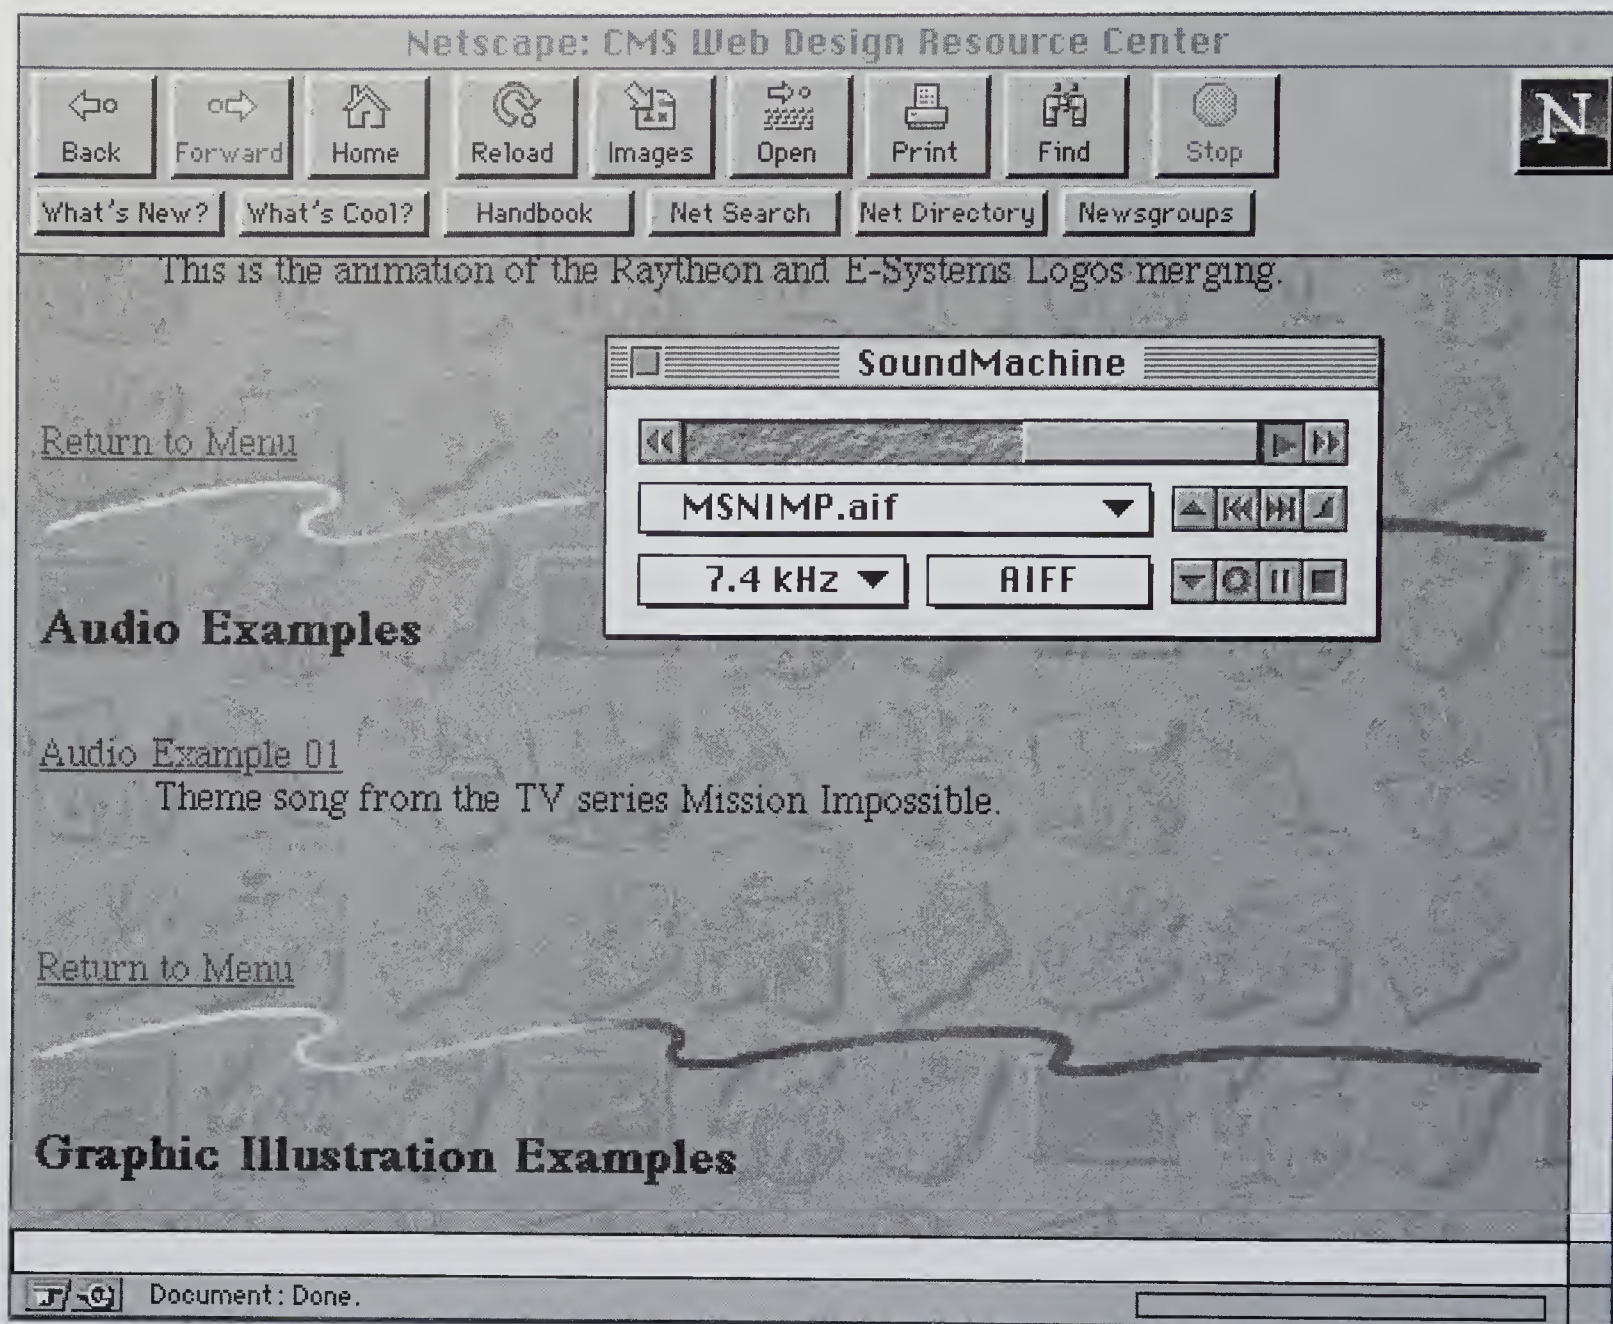 Netscape: CMS Web Design Resource Center
Back Forward Home Reload Images Open Print Find Stop
N
What's New? What's Cool? Handbook Net Search Net Directory Newsgroups
This is the animation of the Raytheon and E-Systems Logos merging.
SoundMachine
Return to Menu
MSNIMP.aif
7.4 kHz AIFF
Audio Examples
Audio Example 01
Theme song from the TV series Mission Impossible.
Return to Menu
Graphic Illustration Examples
Document: Done.